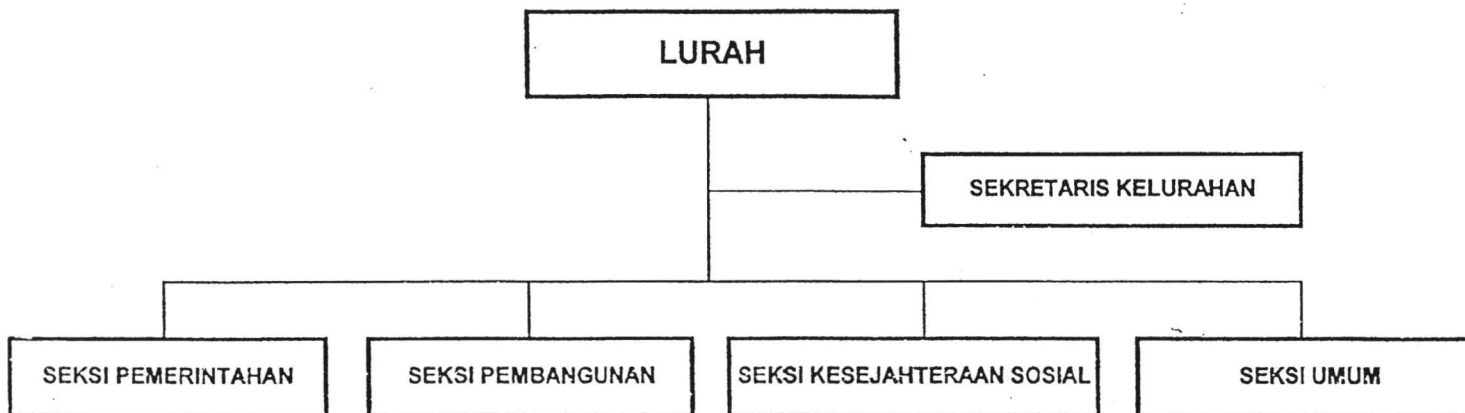 LURAH
SEKRETARIS KELURAHAN
SEKSI PEMERINTAHAN
SEKSI PEMBANGUNAN
SEKSI KESEJAHTERAAN SOSIAL
SEKSI UMUM